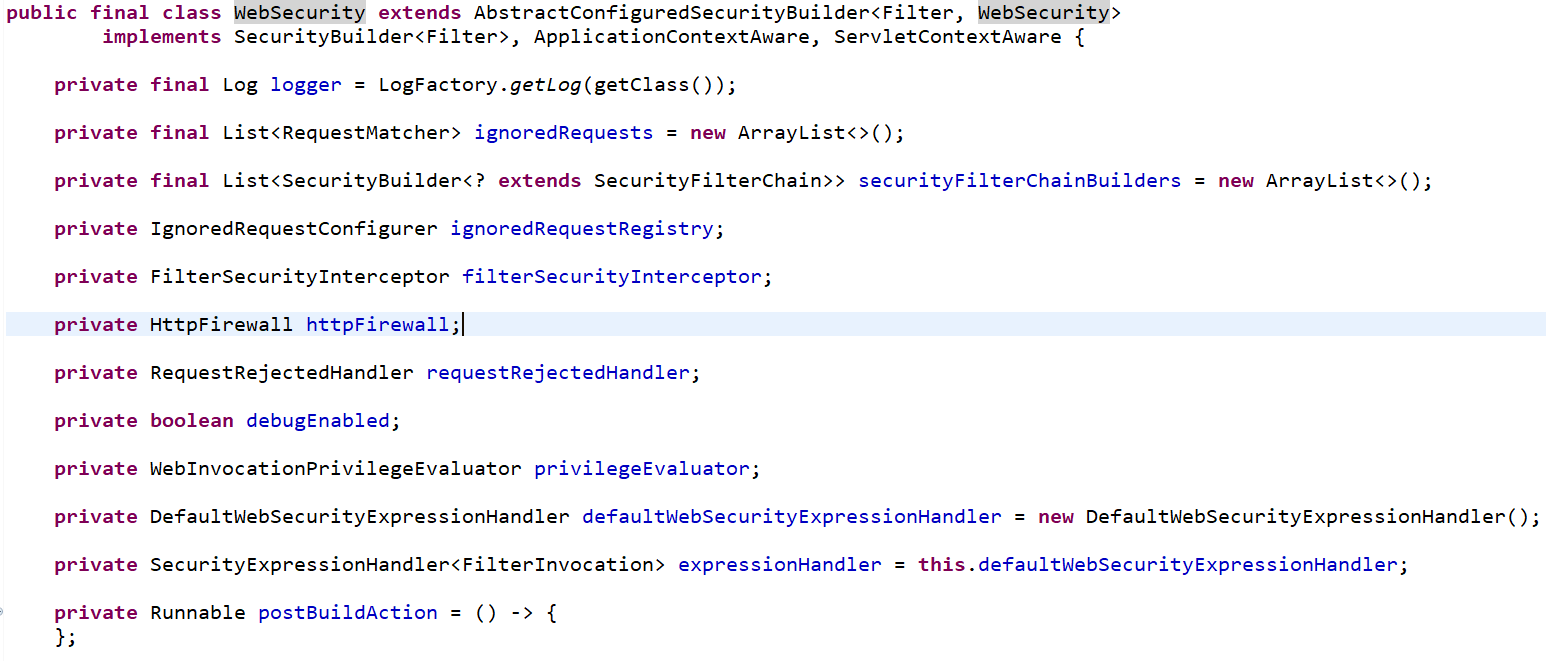 public final class WebSecurity extends AbstractConfiguredSecurityBuilder<Filter, WebSecurity>
implements SecurityBuilder<Filter>, ApplicationContextAware, ServletContextAware {
private final Log logger = LogFactory.getLog(getClass());
private final List<RequestMatcher> ignoredRequests = new ArrayList<>();
private final List<SecurityBuilder<? extends SecurityFilterChain>> securityFilterChainBuilders = new ArrayList<>();
private IgnoredRequestConfigurer ignoredRequestRegistry;
private FilterSecurityInterceptor filterSecurityInterceptor;
private HttpFirewall httpFirewall;
private RequestRejectedHandler requestRejectedHandler;
private boolean debugEnabled;
private WebInvocationPrivilegeEvaluator privilegeEvaluator;
private DefaultWebSecurityExpressionHandler defaultWebSecurityExpressionHandler = new DefaultWebSecurityExpressionHandler();
private SecurityExpressionHandler<FilterInvocation> expressionHandler = this.defaultWebSecurityExpressionHandler;
private Runnable postBuildAction = () -> {
};